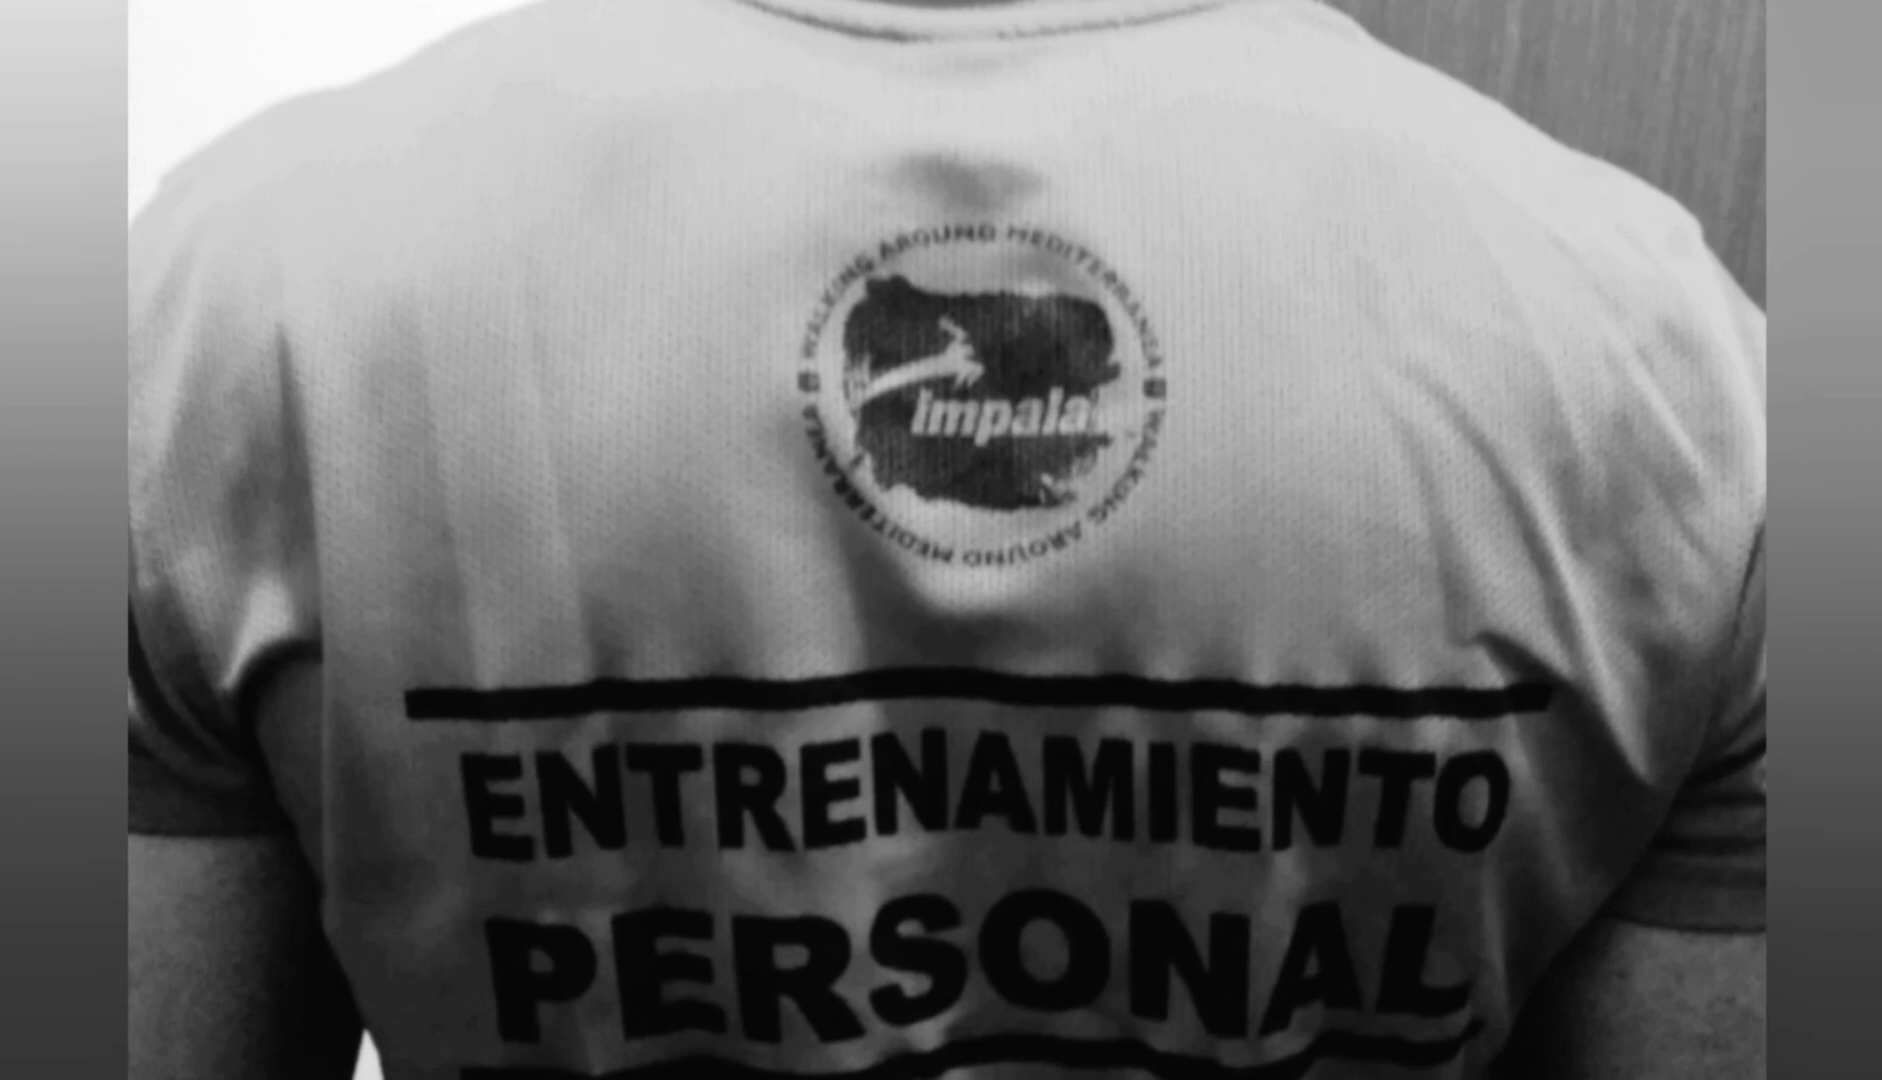 WALKING AROUND MEDITERRANEA
impala
WALKING AROUND MEDITERRANEA
ENTRENAMIENTO
PERSONAL